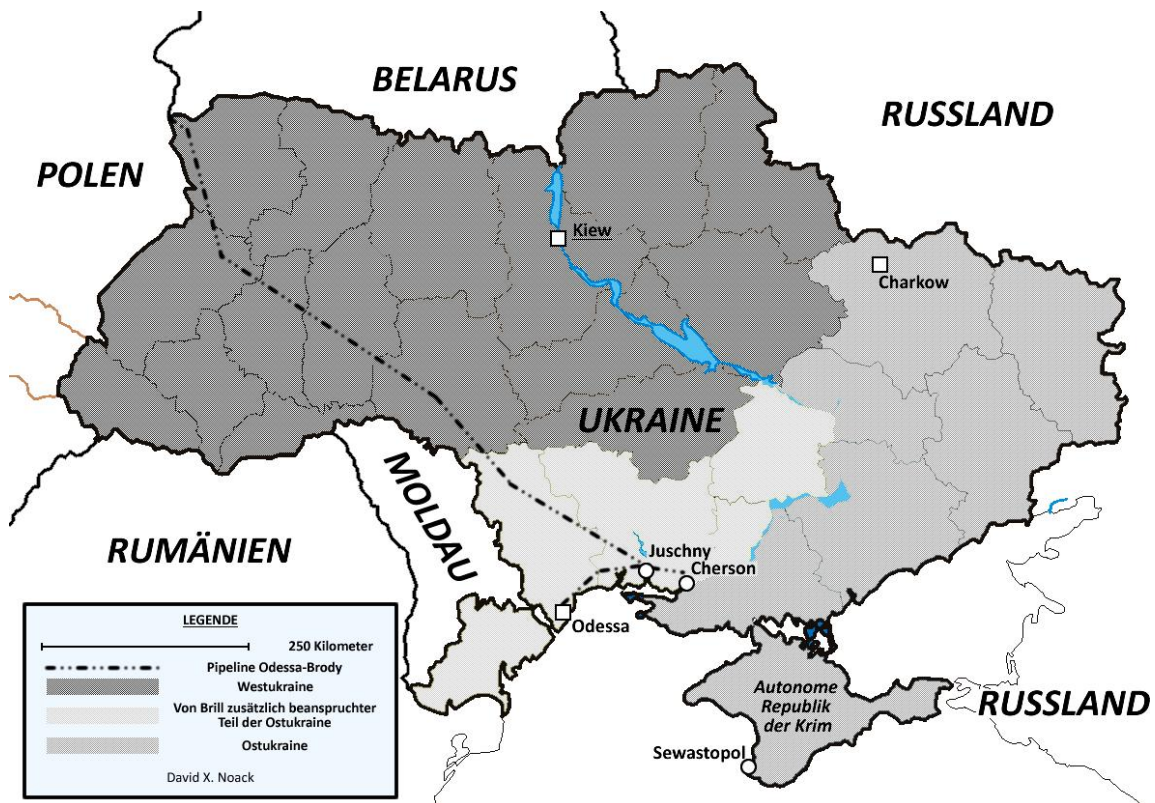 BELARUS
RUSSLAND
POLEN
Kiew
Charkow
UKRAINE
MOLDAU
RUMÄNIEN
Juschny
Cherson
Odessa
Autonome
Republik
der Krim
RUSSLAND
Sewastopol
LEGENDE
250 Kilometer
Pipeline Odessa-Brody
Westukraine
Von Brill zusätzlich beanspruchter
Teil der Ostukraine
Ostukraine
David X. Noack